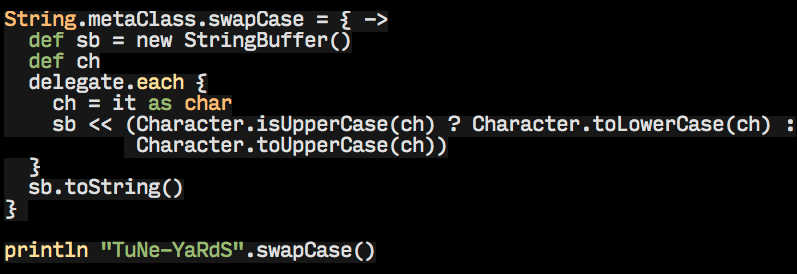 String.metaClass.swapCase = { ->
  def sb = new StringBuffer()
  def ch
  delegate.each {
    ch = it as char
    sb << (Character.isUpperCase(ch) ? Character.toLowerCase(ch) :
           Character.toUpperCase(ch))
  }
  sb.toString()
}

println "TuNe-YaRdS".swapCase()